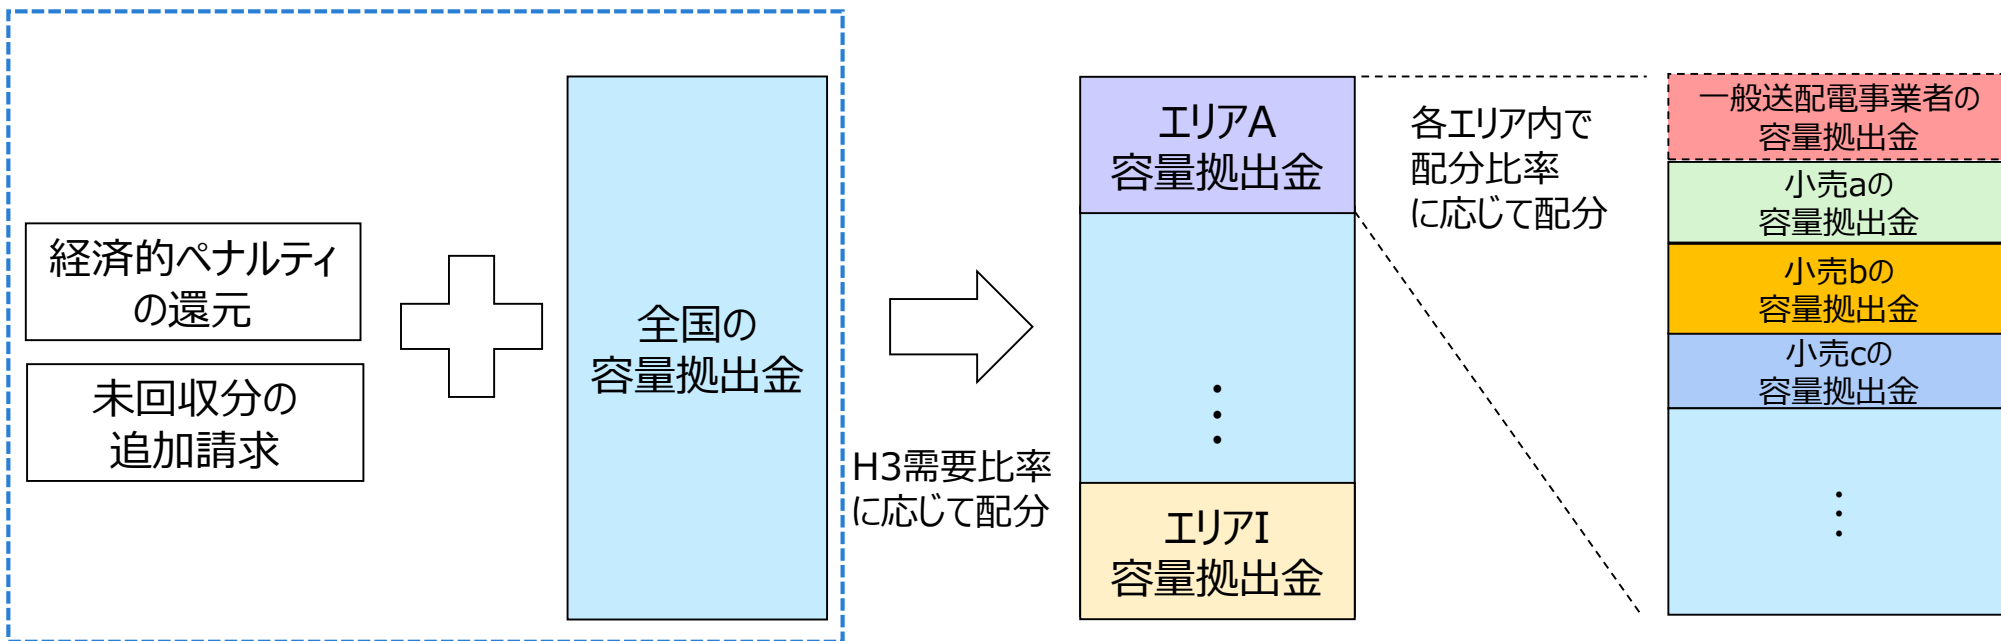 経済的ペナルティ
の還元
未回収分の
追加請求
全国の
容量拠出金
H3需要比率
に応じて配分
エリアA
容量拠出金
⋮
エリアI
容量拠出金
各エリア内で
配分比率
に応じて配分
一般送配電事業者の
容量拠出金
小売aの
容量拠出金
小売bの
容量拠出金
小売cの
容量拠出金
⋮